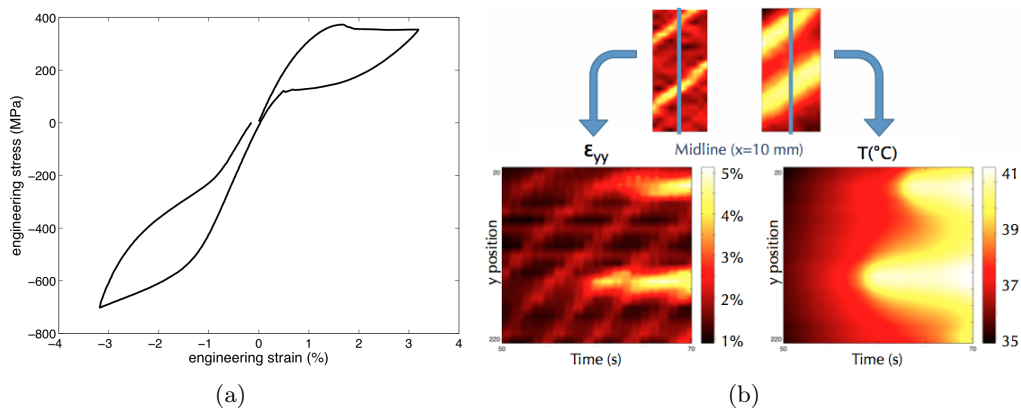 400
200
0
−200
−400
−600
−800
−4 −3 −2 −1 0 1 2 3 4
engineering stress (MPa)
engineering strain (%)
(a)
Midline (x=10 mm)
εyy
T(°C)
20
220
y position
50 70
Time (s)
5%
4%
3%
2%
1%
20
220
y position
50 70
Time (s)
41
39
37
35
(b)